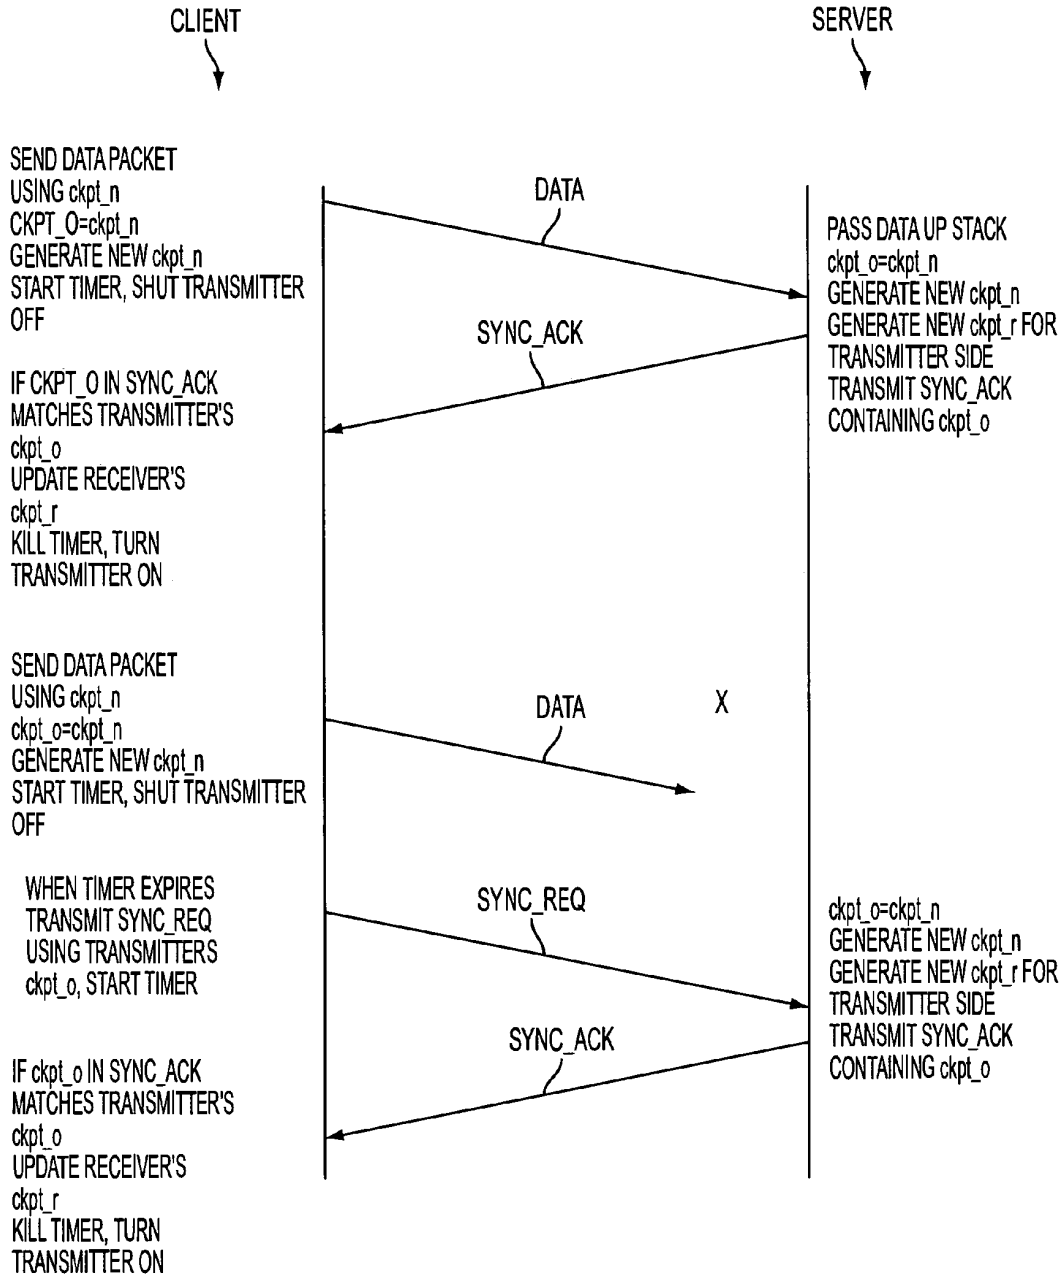 CLIENT
SERVER
SEND DATA PACKET
USING ckpt_n
CKPT_O=ckpt_n
GENERATE NEW ckpt_n
START TIMER, SHUT TRANSMITTER
OFF
DATA
PASS DATA UP STACK
ckpt_o=ckpt_n
GENERATE NEW ckpt_n
GENERATE NEW ckpt_r FOR
TRANSMITTER SIDE
TRANSMIT SYNC_ACK
CONTAINING ckpt_o
SYNC_ACK
IF CKPT_O IN SYNC_ACK
MATCHES TRANSMITTER'S
ckpt_o
UPDATE RECEIVER'S
ckpt_r
KILL TIMER, TURN
TRANSMITTER ON
SEND DATA PACKET
USING ckpt_n
ckpt_o=ckpt_n
GENERATE NEW ckpt_n
START TIMER, SHUT TRANSMITTER
OFF
DATA
X
WHEN TIMER EXPIRES
TRANSMIT SYNC_REQ
USING TRANSMITTERS
ckpt_o, START TIMER
SYNC_REQ
ckpt_o=ckpt_n
GENERATE NEW ckpt_n
GENERATE NEW ckpt_r FOR
TRANSMITTER SIDE
TRANSMIT SYNC_ACK
CONTAINING ckpt_o
SYNC_ACK
IF ckpt_o IN SYNC_ACK
MATCHES TRANSMITTER'S
ckpt_o
UPDATE RECEIVER'S
ckpt_r
KILL TIMER, TURN
TRANSMITTER ON